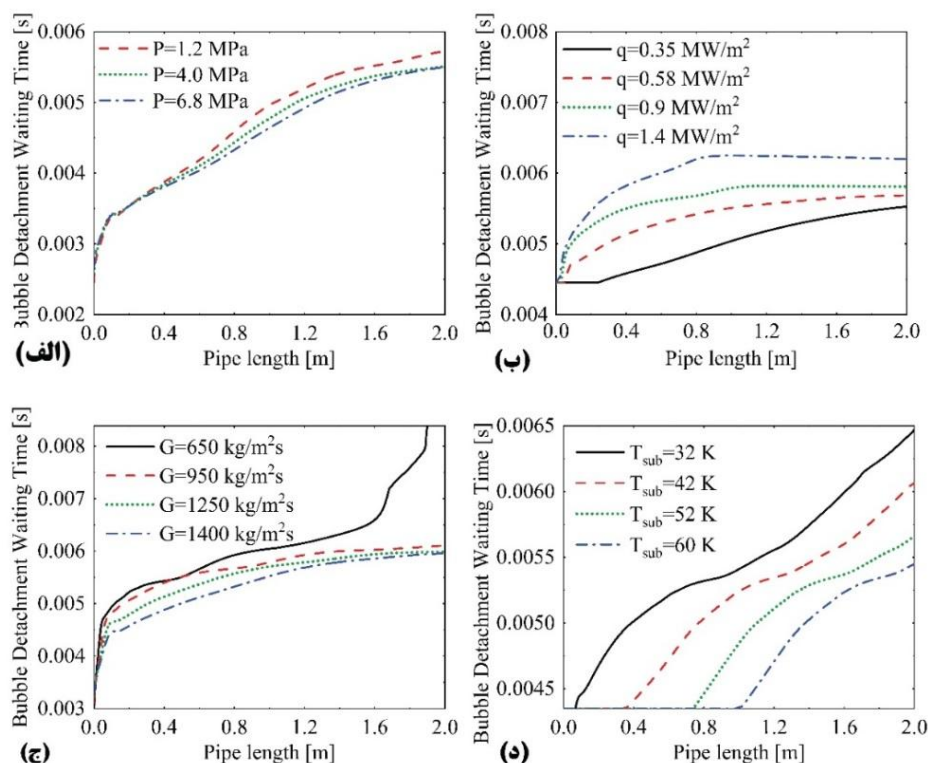 Bubble Detachment Waiting Time [s]
0.006
0.005
0.004
0.003
0.002
P=1.2 MPa
P=4.0 MPa
P=6.8 MPa
0.0 0.4 0.8 1.2 1.6 2.0
Pipe length [m]
(الف)
Bubble Detachment Waiting Time [s]
0.008
0.007
0.006
0.005
0.004
q=0.35 MW/m²
q=0.58 MW/m²
q=0.9 MW/m²
q=1.4 MW/m²
0.0 0.4 0.8 1.2 1.6 2.0
Pipe length [m]
(ب)
Bubble Detachment Waiting Time [s]
0.008
0.007
0.006
0.005
0.004
0.003
G=650 kg/m²s
G=950 kg/m²s
G=1250 kg/m²s
G=1400 kg/m²s
0.0 0.4 0.8 1.2 1.6 2.0
Pipe length [m]
(ج)
Bubble Detachment Waiting Time [s]
0.0065
0.0060
0.0055
0.0050
0.0045
Tsub=32 K
Tsub=42 K
Tsub=52 K
Tsub=60 K
0.0 0.4 0.8 1.2 1.6 2.0
Pipe length [m]
(د)